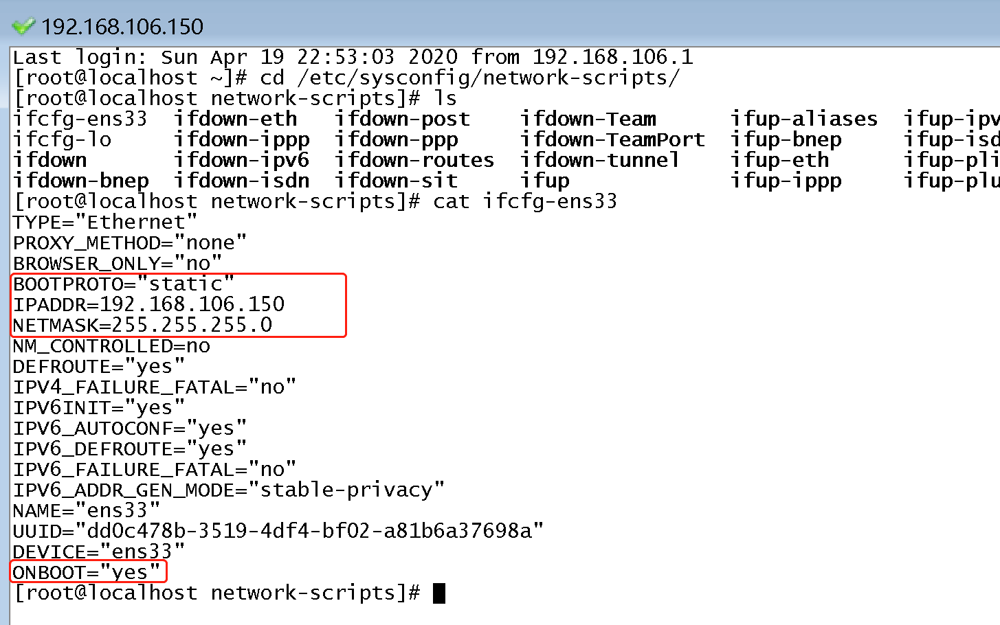 192.168.106.150
Last login: Sun Apr 19 22:53:03 2020 from 192.168.106.1
[root@localhost ~]# cd /etc/sysconfig/network-scripts/
[root@localhost network-scripts]# ls
ifcfg-ens33 ifdown-eth ifdown-post ifdown-Team ifup-aliases ifup-ipv
ifcfg-lo ifdown-ippp ifdown-ppp ifdown-TeamPort ifup-bnep ifup-isd
ifdown ifdown-ipv6 ifdown-routes ifdown-tunnel ifup-eth ifup-pli
ifdown-bnep ifdown-isdn ifdown-sit ifup ifup-ippp ifup-plu
[root@localhost network-scripts]# cat ifcfg-ens33
TYPE="Ethernet"
PROXY_METHOD="none"
BROWSER_ONLY="no"
BOOTPROTO="static"
IPADDR=192.168.106.150
NETMASK=255.255.255.0
NM_CONTROLLED=no
DEFROUTE="yes"
IPV4_FAILURE_FATAL="no"
IPV6INIT="yes"
IPV6_AUTOCONF="yes"
IPV6_DEFROUTE="yes"
IPV6_FAILURE_FATAL="no"
IPV6_ADDR_GEN_MODE="stable-privacy"
NAME="ens33"
UUID="dd0c478b-3519-4df4-bf02-a81b6a37698a"
DEVICE="ens33"
ONBOOT="yes"
[root@localhost network-scripts]#